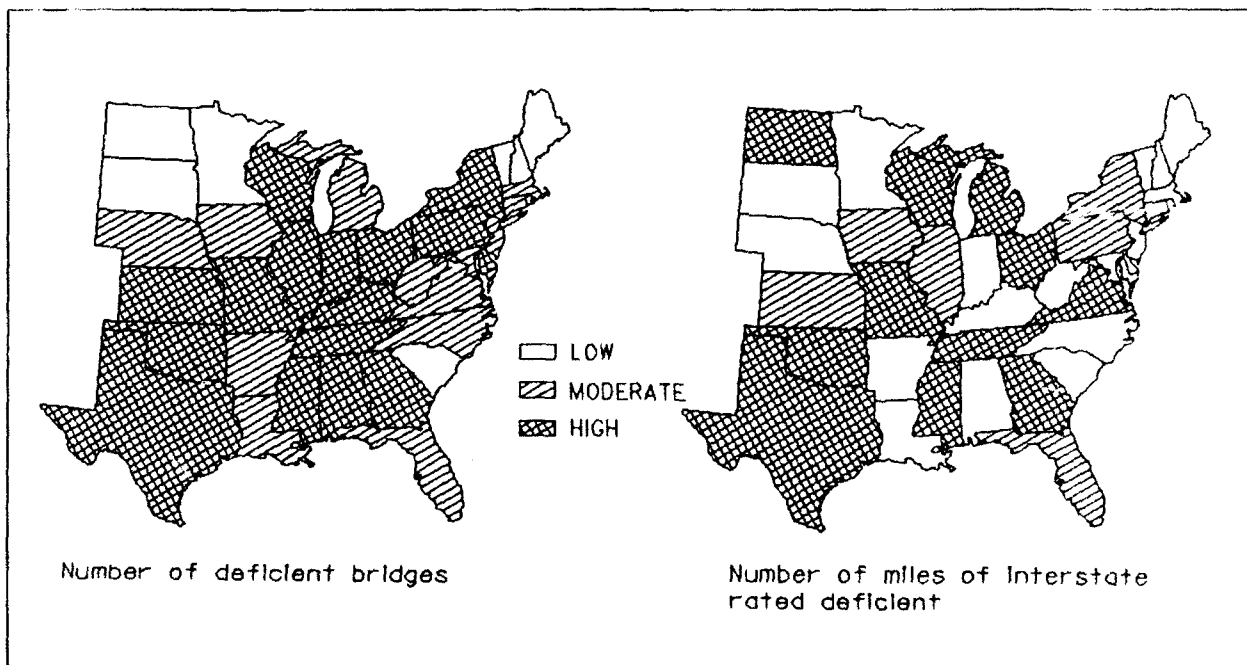 LOW
MODERATE
HIGH
Number of deficient bridges
Number of miles of Interstate
rated deficient